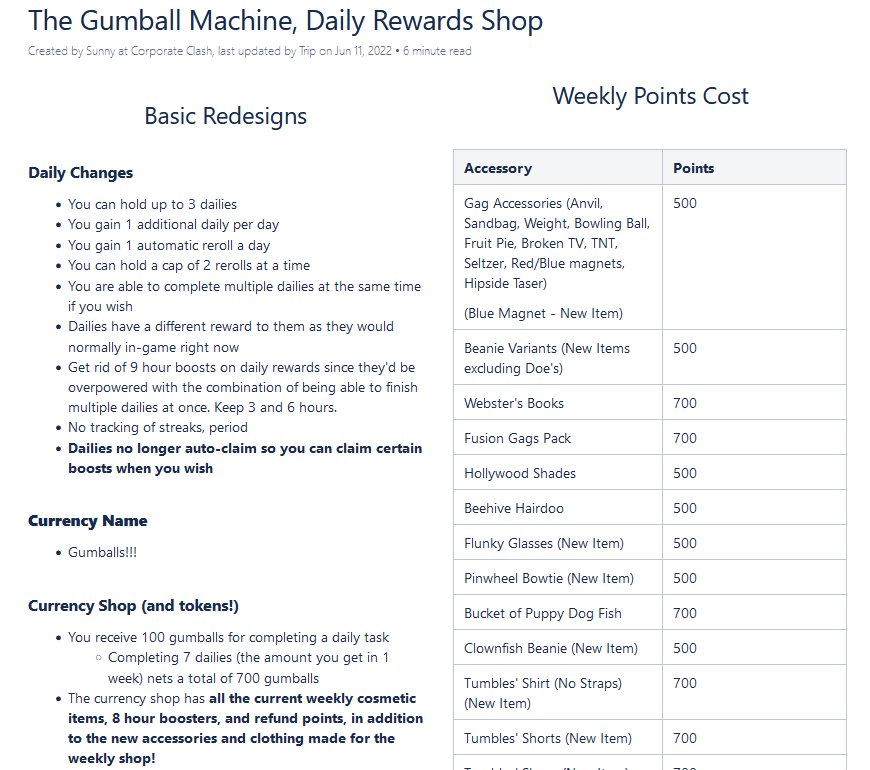 The Gumball Machine, Daily Rewards Shop
Created by Sunny at Corporate Clash, last updated by Trip on Jun 11, 2022 • 6 minute read
Basic Redesigns
Daily Changes
• You can hold up to 3 dailies
• You gain 1 additional daily per day
• You gain 1 automatic reroll a day
• You can hold a cap of 2 rerolls at a time
• You are able to complete multiple dailies at the same time
if you wish
• Dailies have a different reward to them as they would
normally in-game right now
• Get rid of 9 hour boosts on daily rewards since they'd be
overpowered with the combination of being able to finish
multiple dailies at once. Keep 3 and 6 hours.
• No tracking of streaks, period
• Dailies no longer auto-claim so you can claim certain
boosts when you wish
Currency Name
• Gumballs!!!
Currency Shop (and tokens!)
• You receive 100 gumballs for completing a daily task
○ Completing 7 dailies (the amount you get in 1
week) nets a total of 700 gumballs
• The currency shop has all the current weekly cosmetic
items, 8 hour boosters, and refund points, in addition
to the new accessories and clothing made for the
weekly shop!
Weekly Points Cost
Accessory Points
Gag Accessories (Anvil, 500
Sandbag, Weight, Bowling Ball,
Fruit Pie, Broken TV, TNT,
Seltzer, Red/Blue magnets,
Hipside Taser)
(Blue Magnet - New Item)
Beanie Variants (New Items 500
excluding Doe's)
Webster's Books 700
Fusion Gags Pack 700
Hollywood Shades 500
Beehive Hairdoo 500
Flunky Glasses (New Item) 500
Pinwheel Bowtie (New Item) 500
Bucket of Puppy Dog Fish 700
Clownfish Beanie (New Item) 500
Tumbles' Shirt (No Straps) 700
(New Item)
Tumbles' Shorts (New Item) 700